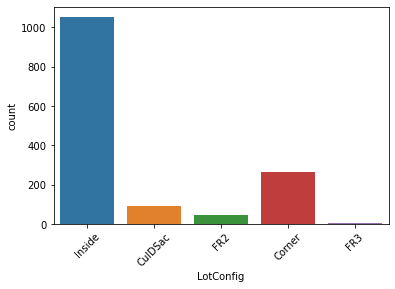 1000
800
600
400
200
0
count
Inside
CulDSac
FR2
Corner
FR3
LotConfig